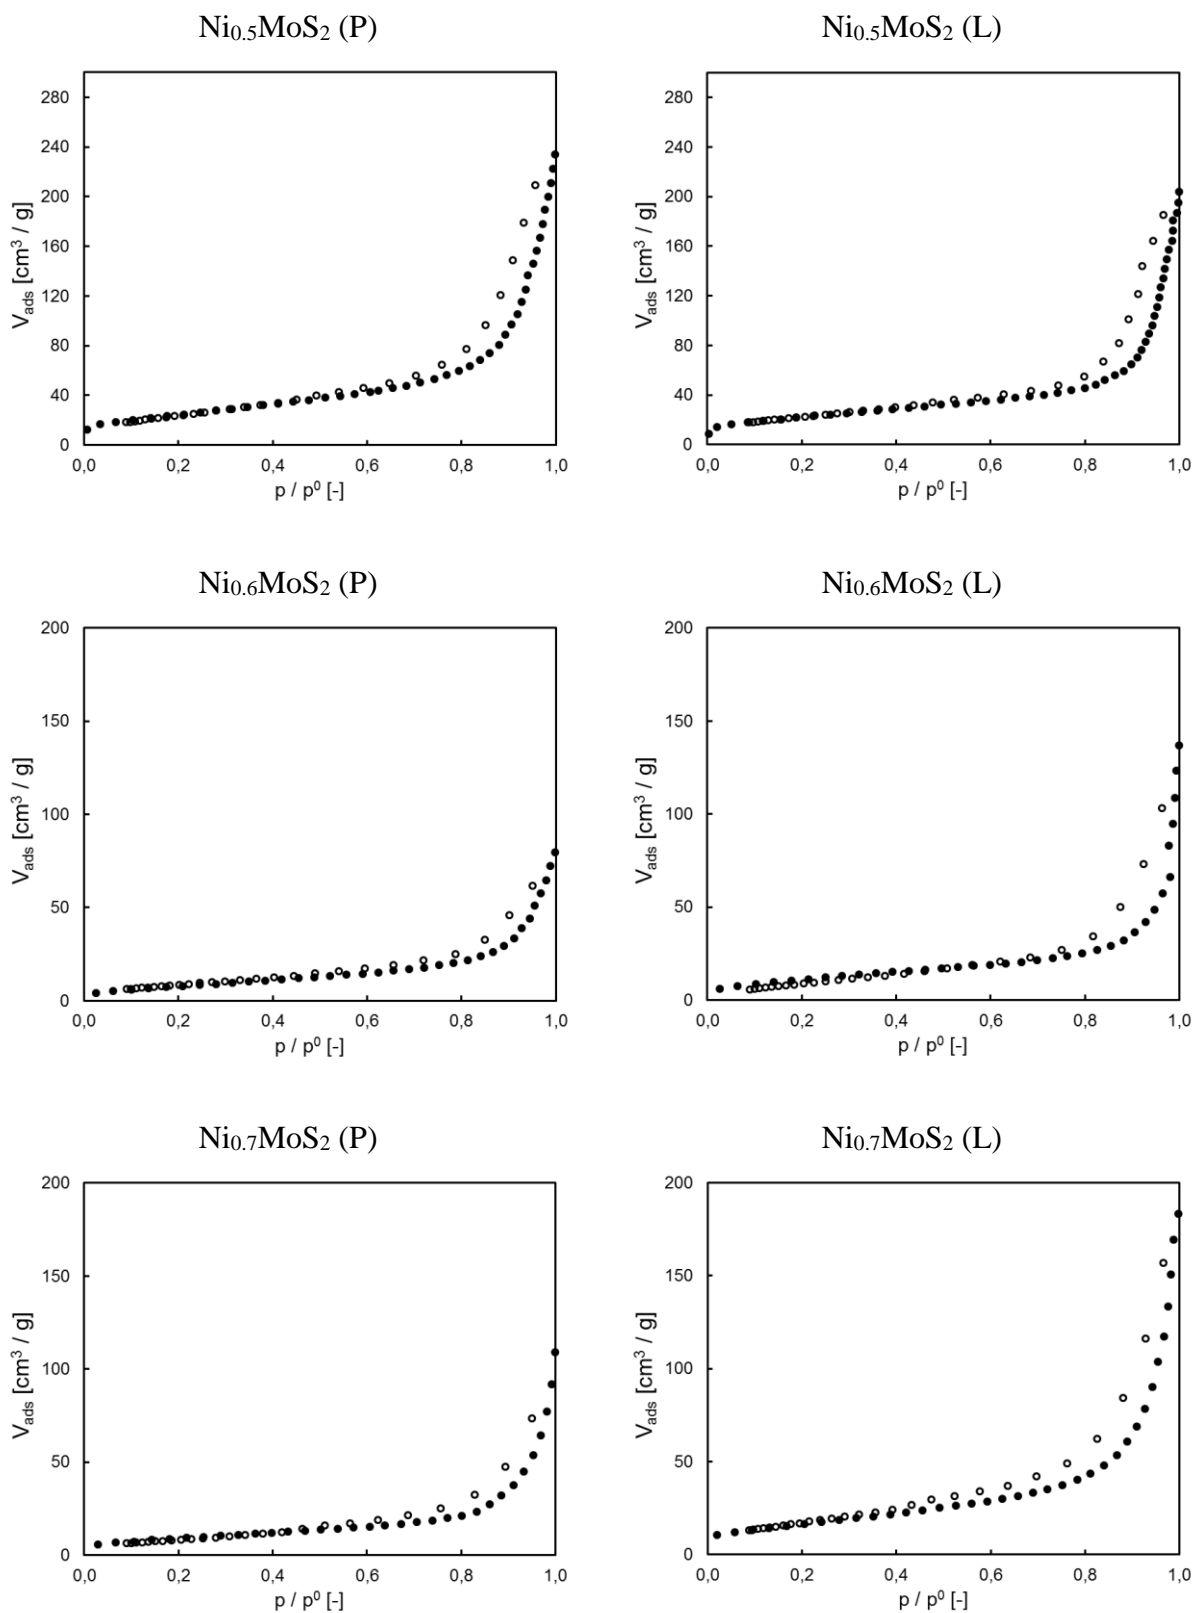 Ni0.5MoS2 (P)
280
240
200
160
120
80
40
0
Vads [cm3 / g]
0,0 0,2 0,4 0,6 0,8 1,0
p / p0 [-]
Ni0.5MoS2 (L)
280
240
200
160
120
80
40
0
Vads [cm3 / g]
0,0 0,2 0,4 0,6 0,8 1,0
p / p0 [-]
Ni0.6MoS2 (P)
200
150
100
50
0
Vads [cm3 / g]
0,0 0,2 0,4 0,6 0,8 1,0
p / p0 [-]
Ni0.6MoS2 (L)
200
150
100
50
0
Vads [cm3 / g]
0,0 0,2 0,4 0,6 0,8 1,0
p / p0 [-]
Ni0.7MoS2 (P)
200
150
100
50
0
Vads [cm3 / g]
0,0 0,2 0,4 0,6 0,8 1,0
p / p0 [-]
Ni0.7MoS2 (L)
200
150
100
50
0
Vads [cm3 / g]
0,0 0,2 0,4 0,6 0,8 1,0
p / p0 [-]